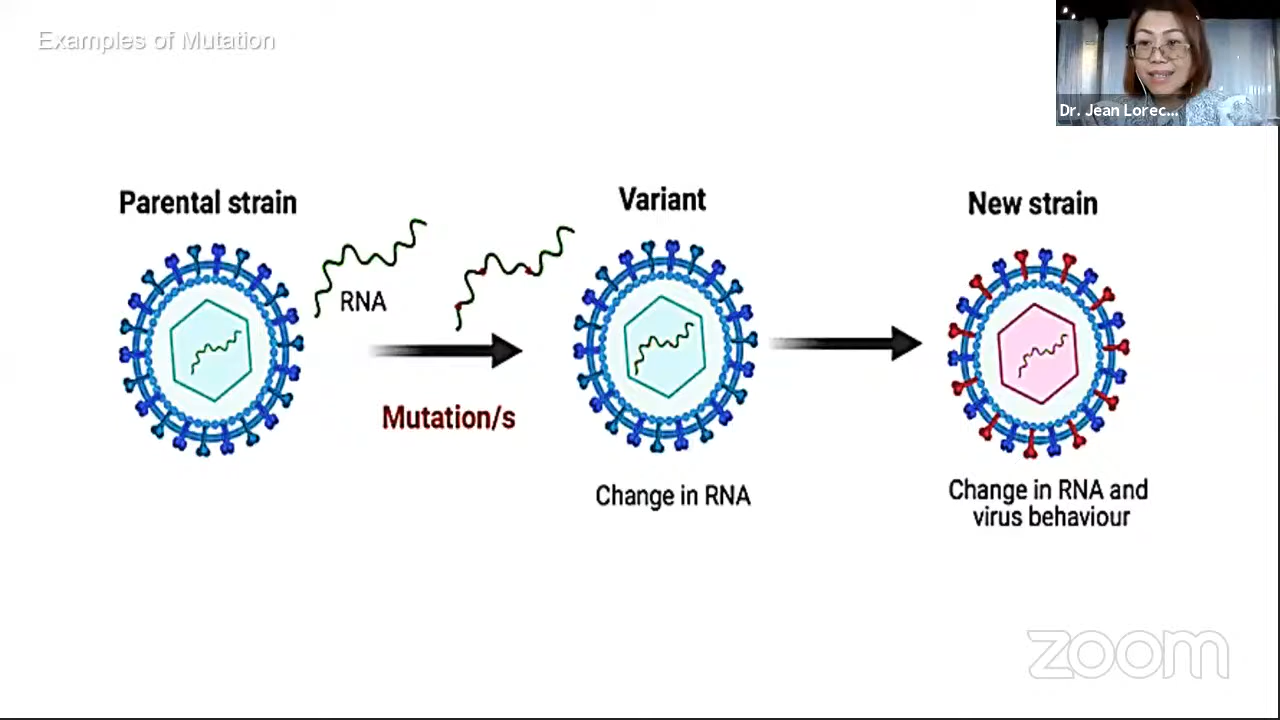 Examples of Mutation
Dr. Jean Lorec...
Parental strain
RNA
Mutation/s
Variant
Change in RNA
New strain
Change in RNA and
virus behaviour
zoom